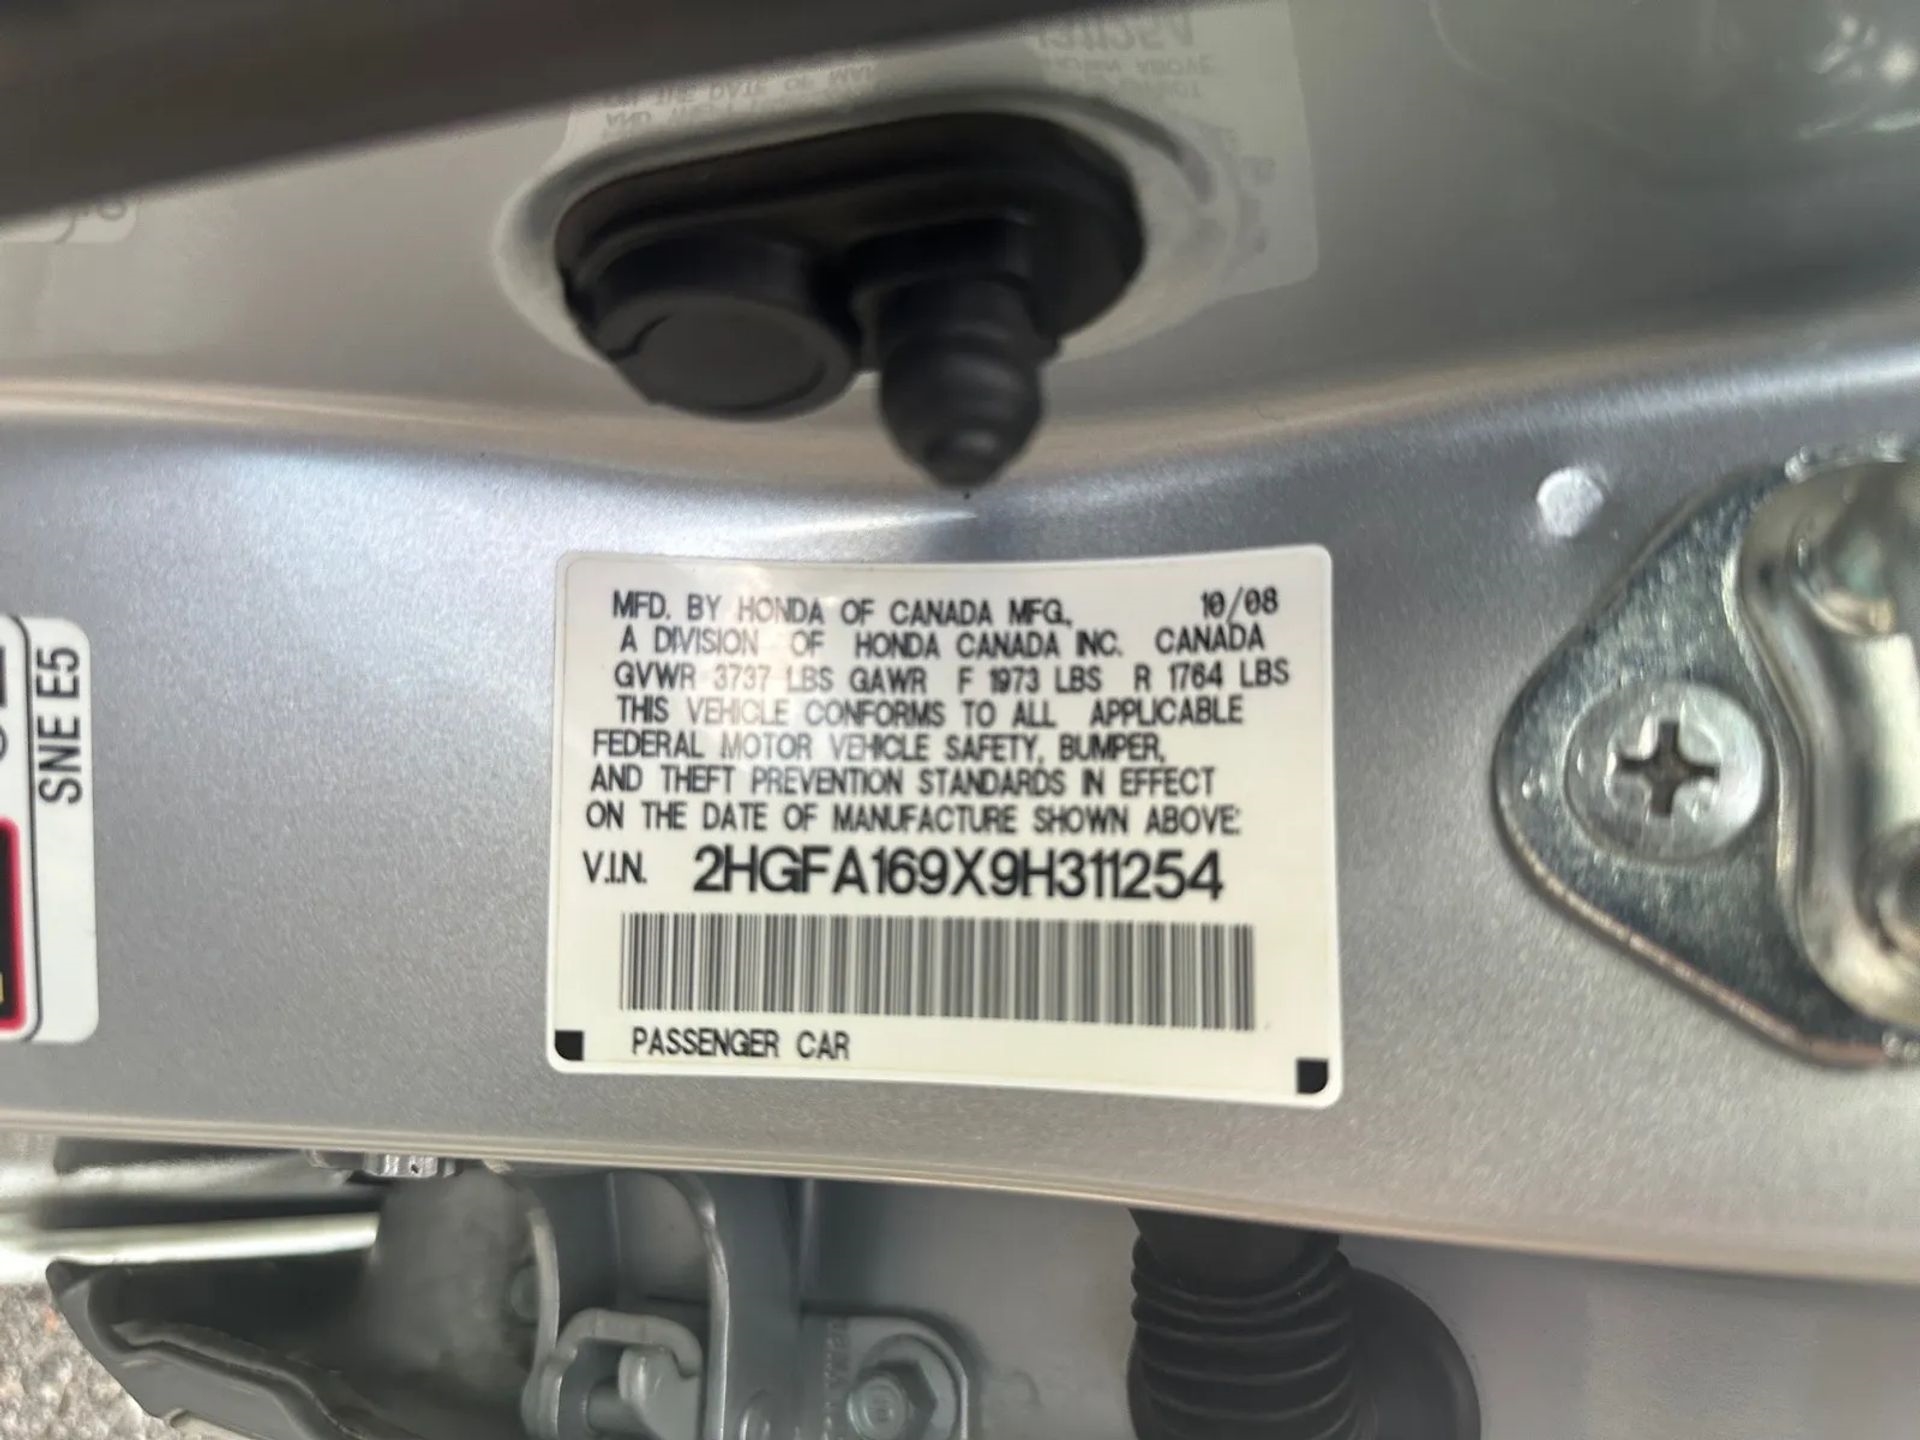 MFD. BY HONDA OF CANADA MFG., 10/08
A DIVISION OF HONDA CANADA INC. CANADA
GVWR 3737 LBS GAWR F 1973 LBS R 1764 LBS
THIS VEHICLE CONFORMS TO ALL APPLICABLE
FEDERAL MOTOR VEHICLE SAFETY, BUMPER,
AND THEFT PREVENTION STANDARDS IN EFFECT
ON THE DATE OF MANUFACTURE SHOWN ABOVE:
V.I.N. 2HGFA169X9H311254
PASSENGER CAR
SNE E5